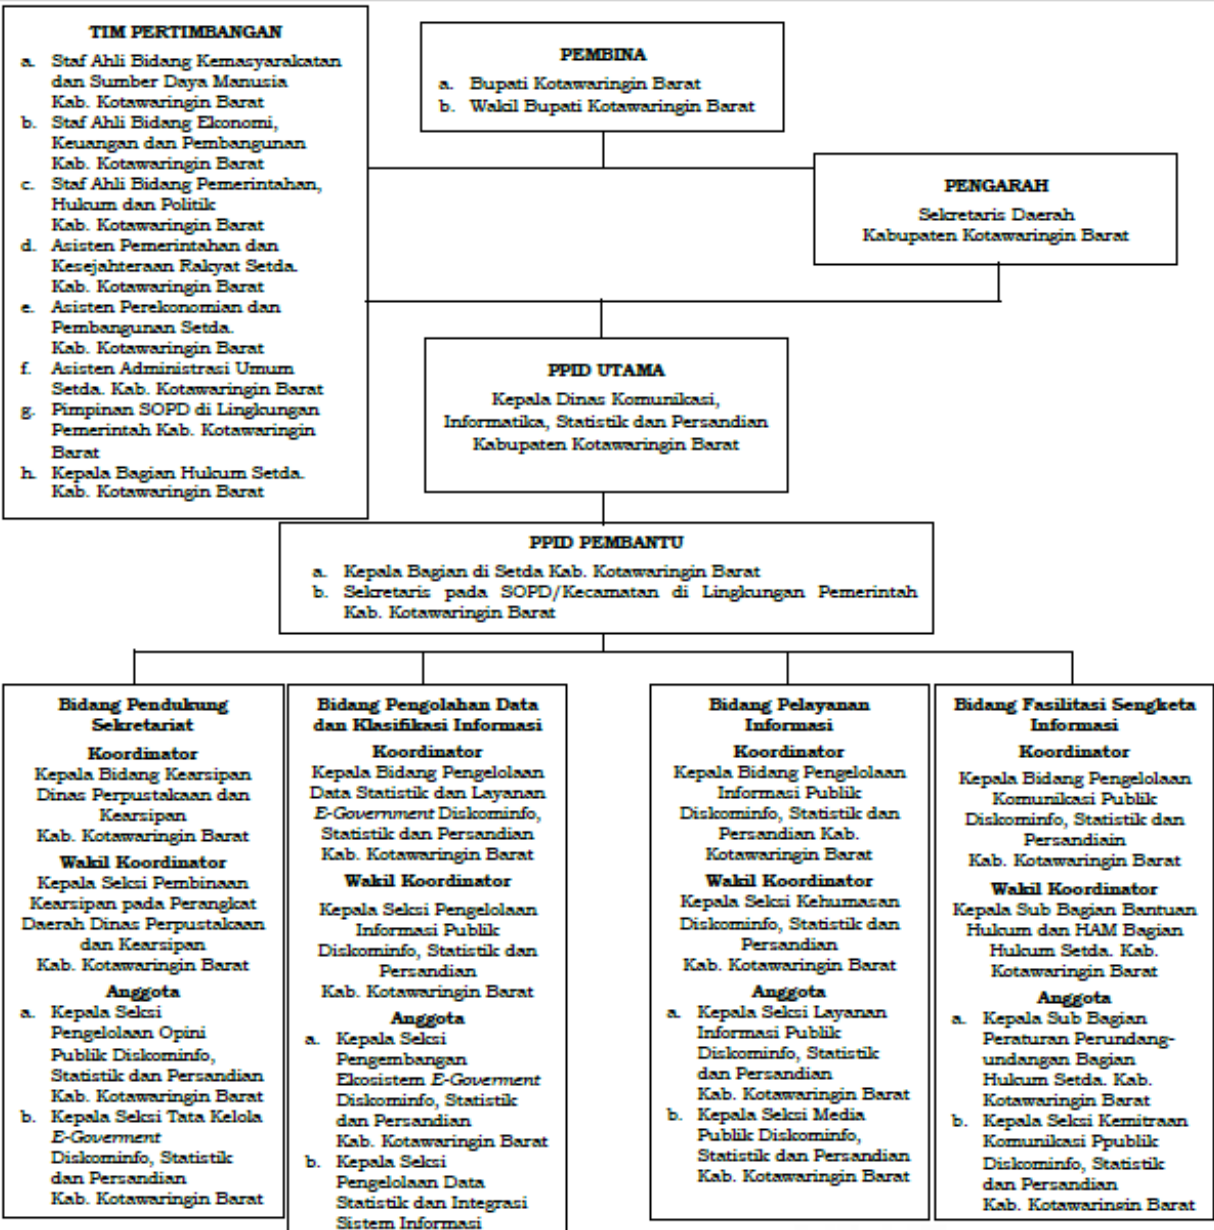 TIM PERTIMBANGAN
a. Staf Ahli Bidang Kemasyarakatan
dan Sumber Daya Manusia
Kab. Kotawaringin Barat
b. Staf Ahli Bidang Ekonomi,
Keuangan dan Pembangunan
Kab. Kotawaringin Barat
c. Staf Ahli Bidang Pemerintahan,
Hukum dan Politik
Kab. Kotawaringin Barat
d. Asisten Pemerintahan dan
Kesejahteraan Rakyat Setda.
Kab. Kotawaringin Barat
e. Asisten Perekonomian dan
Pembangunan Setda.
Kab. Kotawaringin Barat
f. Asisten Administrasi Umum
Setda. Kab. Kotawaringin Barat
g. Pimpinan SOPD di Lingkungan
Pemerintah Kab. Kotawaringin
Barat
h. Kepala Bagian Hukum Setda.
Kab. Kotawaringin Barat
PEMBINA
a. Bupati Kotawaringin Barat
b. Wakil Bupati Kotawaringin Barat
PENGARAH
Sekretaris Daerah
Kabupaten Kotawaringin Barat
PPID UTAMA
Kepala Dinas Komunikasi,
Informatika, Statistik dan Persandian
Kabupaten Kotawaringin Barat
PPID PEMBANTU
a. Kepala Bagian di Setda Kab. Kotawaringin Barat
b. Sekretaris pada SOPD/Kecamatan di Lingkungan Pemerintah
Kab. Kotawaringin Barat
Bidang Pendukung
Sekretariat
Koordinator
Kepala Bidang Kearsipan
Dinas Perpustakaan dan
Kearsipan
Kab. Kotawaringin Barat
Wakil Koordinator
Kepala Seksi Pembinaan
Kearsipan pada Perangkat
Daerah Dinas Perpustakaan
dan Kearsipan
Kab. Kotawaringin Barat
Anggota
a. Kepala Seksi
Pengelolaan Opini
Publik Diskominfo,
Statistik dan Persandian
Kab. Kotawaringin Barat
b. Kepala Seksi Tata Kelola
E-Goverment
Diskominfo, Statistik
dan Persandian
Kab. Kotawaringin Barat
Bidang Pengolahan Data
dan Klasifikasi Informasi
Koordinator
Kepala Bidang Pengelolaan
Data Statistik dan Layanan
E-Government Diskominfo,
Statistik dan Persandian
Kab. Kotawaringin Barat
Wakil Koordinator
Kepala Seksi Pengelolaan
Informasi Publik
Diskominfo, Statistik dan
Persandian
Kab. Kotawaringin Barat
Anggota
a. Kepala Seksi
Pengembangan
Ekosistem E-Goverment
Diskominfo, Statistik
dan Persandian
Kab. Kotawaringin Barat
b. Kepala Seksi
Pengelolaan Data
Statistik dan Integrasi
Sistem Informasi
Bidang Pelayanan
Informasi
Koordinator
Kepala Bidang Pengelolaan
Informasi Publik
Diskominfo, Statistik dan
Persandian Kab.
Kotawaringin Barat
Wakil Koordinator
Kepala Seksi Kehumasan
Diskominfo, Statistik dan
Persandian
Kab. Kotawaringin Barat
Anggota
a. Kepala Seksi Layanan
Informasi Publik
Diskominfo, Statistik
dan Persandian
Kab. Kotawaringin Barat
b. Kepala Seksi Media
Publik Diskominfo,
Statistik dan Persandian
Kab. Kotawaringin Barat
Bidang Fasilitasi Sengketa
Informasi
Koordinator
Kepala Bidang Pengelolaan
Komunikasi Publik
Diskominfo, Statistik dan
Persandiain
Kab. Kotawaringin Barat
Wakil Koordinator
Kepala Sub Bagian Bantuan
Hukum dan HAM Bagian
Hukum Setda. Kab.
Kotawaringin Barat
Anggota
a. Kepala Sub Bagian
Peraturan Perundang-
undangan Bagian
Hukum Setda. Kab.
Kotawaringin Barat
b. Kepala Seksi Kemitraan
Komunikasi Ppublik
Diskominfo, Statistik
dan Persandian
Kab. Kotawaringin Barat